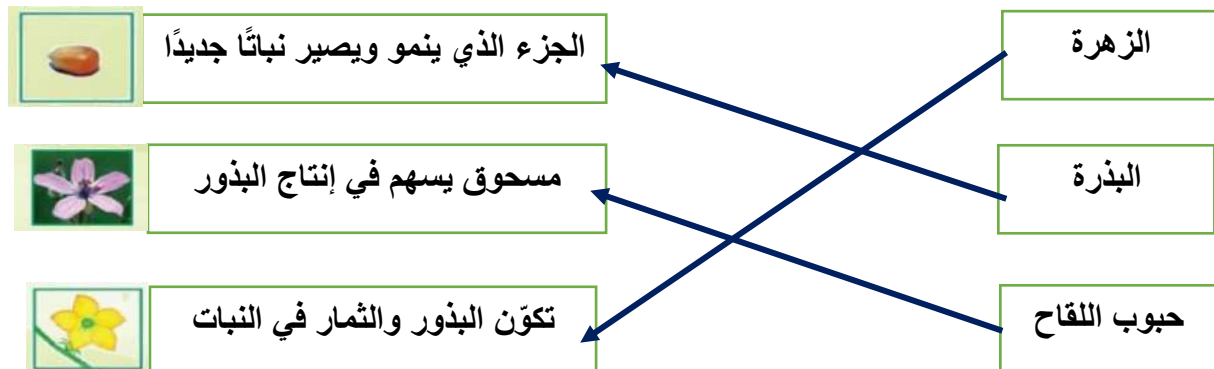 الزهرة
الجزء الذي ينمو ويصير نباتًا جديدًا
البذرة
مسحوق يسهم في إنتاج البذور
حبوب اللقاح
تكوّن البذور والثمار في النبات